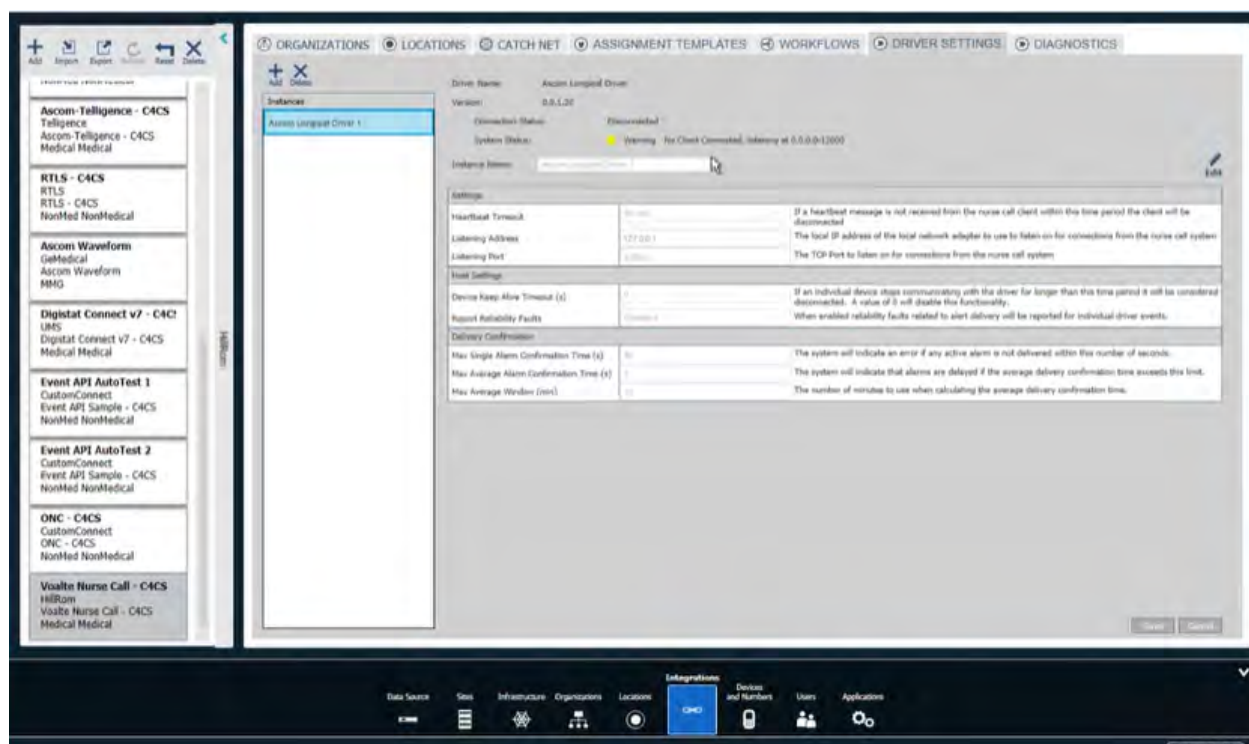 Add Import Export Reset Delete
Ascom-Telligence - C4CS
Telligence
Ascom-Telligence - C4CS
Medical Medical
RTLS - C4CS
RTLS
RTLS - C4CS
NonMed NonMedical
Ascom Waveform
GeMedical
Ascom Waveform
MMG
Digistat Connect v7 - C4C
UMS
Digistat Connect v7 - C4CS
Medical Medical
Event API AutoTest 1
CustomConnect
Event API Sample - C4CS
NonMed NonMedical
Event API AutoTest 2
CustomConnect
Event API Sample - C4CS
NonMed NonMedical
ONC - C4CS
CustomConnect
ONC - C4CS
NonMed NonMedical
Voalte Nurse Call - C4CS
HillRom
Voalte Nurse Call - C4CS
Medical Medical
HillRom
ORGANIZATIONS LOCATIONS CATCH NET ASSIGNMENT TEMPLATES WORKFLOWS DRIVER SETTINGS DIAGNOSTICS
Add Delete
Instances
Ascom Longleat Driver 1
Driver Name: Ascom Longleat Driver
Version: 0.0.1.20
Connection Status: Disconnected
System Status: Warning No Client Connected, listening at 0.0.0.0:12000
Instance Name:
Edit
Settings
Heartbeat Timeout
If a heartbeat message is not received from the nurse call client within this time period the client will be
disconnected
Listening Address 127.0.0.1
The local IP address of the local network adapter to use to listen on for connections from the nurse call system
Listening Port
The TCP Port to listen on for connections from the nurse call system
Host Settings
Device Keep Alive Timeout (s)
If an individual device stops communicating with the driver for longer than this time period it will be considered
disconnected. A value of 0 will disable this functionality.
Report Reliability Faults
When enabled reliability faults related to alert delivery will be reported for individual driver events.
Delivery Confirmation
Max Single Alarm Confirmation Time (s)
The system will indicate an error if any active alarm is not delivered within this number of seconds.
Max Average Alarm Confirmation Time (s)
The system will indicate that alarms are delayed if the average delivery confirmation time exceeds this limit.
Max Average Window (min)
The number of minutes to use when calculating the average delivery confirmation time.
Save Cancel
Data Source Sites Infrastructure Organizations Locations Integrations Devices and Numbers Users Applications